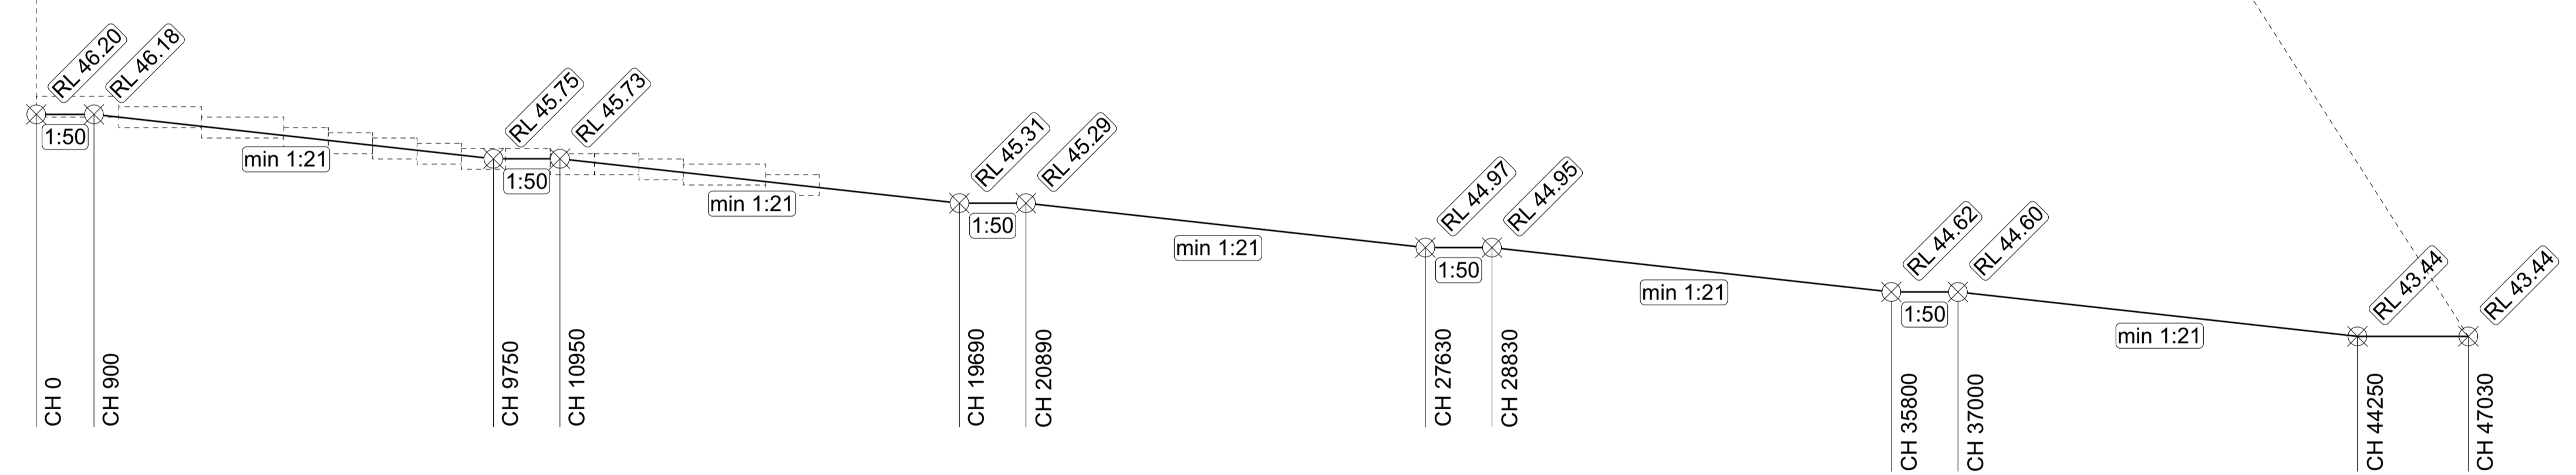 RL 46.20
RL 46.18
1:50
min 1:21
RL 45.75
RL 45.73
1:50
min 1:21
RL 45.31
RL 45.29
1:50
min 1:21
RL 44.97
RL 44.95
1:50
min 1:21
RL 44.62
RL 44.60
1:50
min 1:21
RL 43.44
RL 43.44
CH 0
CH 900
CH 9750
CH 10950
CH 19690
CH 20890
CH 27630
CH 28830
CH 35800
CH 37000
CH 44250
CH 47030